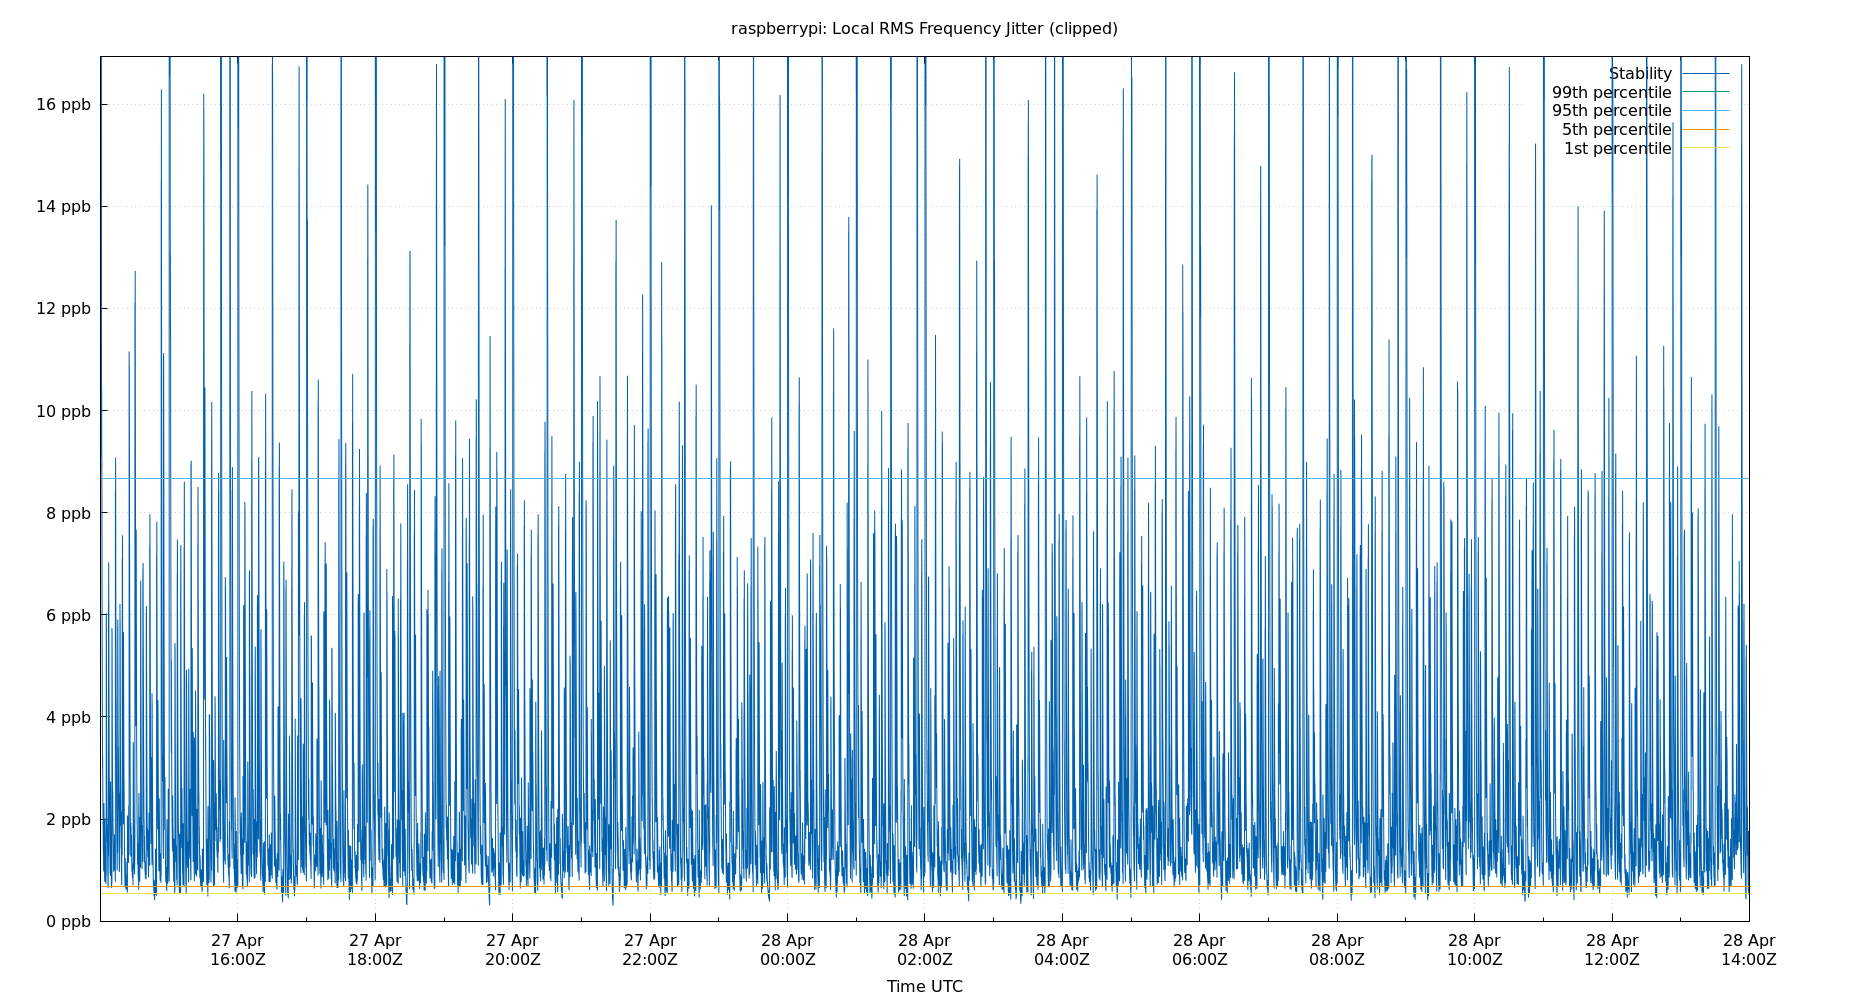 raspberrypi: Local RMS Frequency Jitter (clipped)
Stability
99th percentile
95th percentile
5th percentile
1st percentile
16 ppb
14 ppb
12 ppb
10 ppb
8 ppb
6 ppb
4 ppb
2 ppb
0 ppb
27 Apr 27 Apr 27 Apr 27 Apr 28 Apr 28 Apr 28 Apr 28 Apr 28 Apr 28 Apr 28 Apr 28 Apr
16:00Z 18:00Z 20:00Z 22:00Z 00:00Z 02:00Z 04:00Z 06:00Z 08:00Z 10:00Z 12:00Z 14:00Z
Time UTC